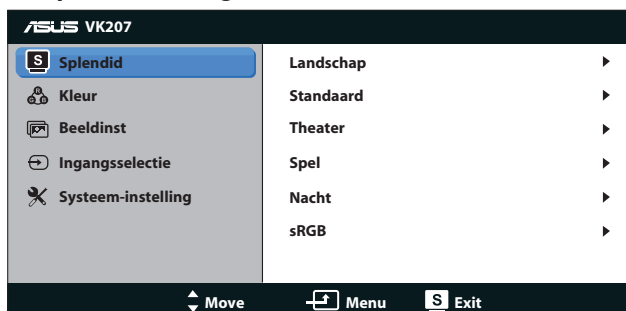 ASUS VK207
S Splendid
Kleur
Beeldinst
Ingangsselectie
Systeem-instelling
Landschap
Standaard
Theater
Spel
Nacht
sRGB
Move Menu S Exit